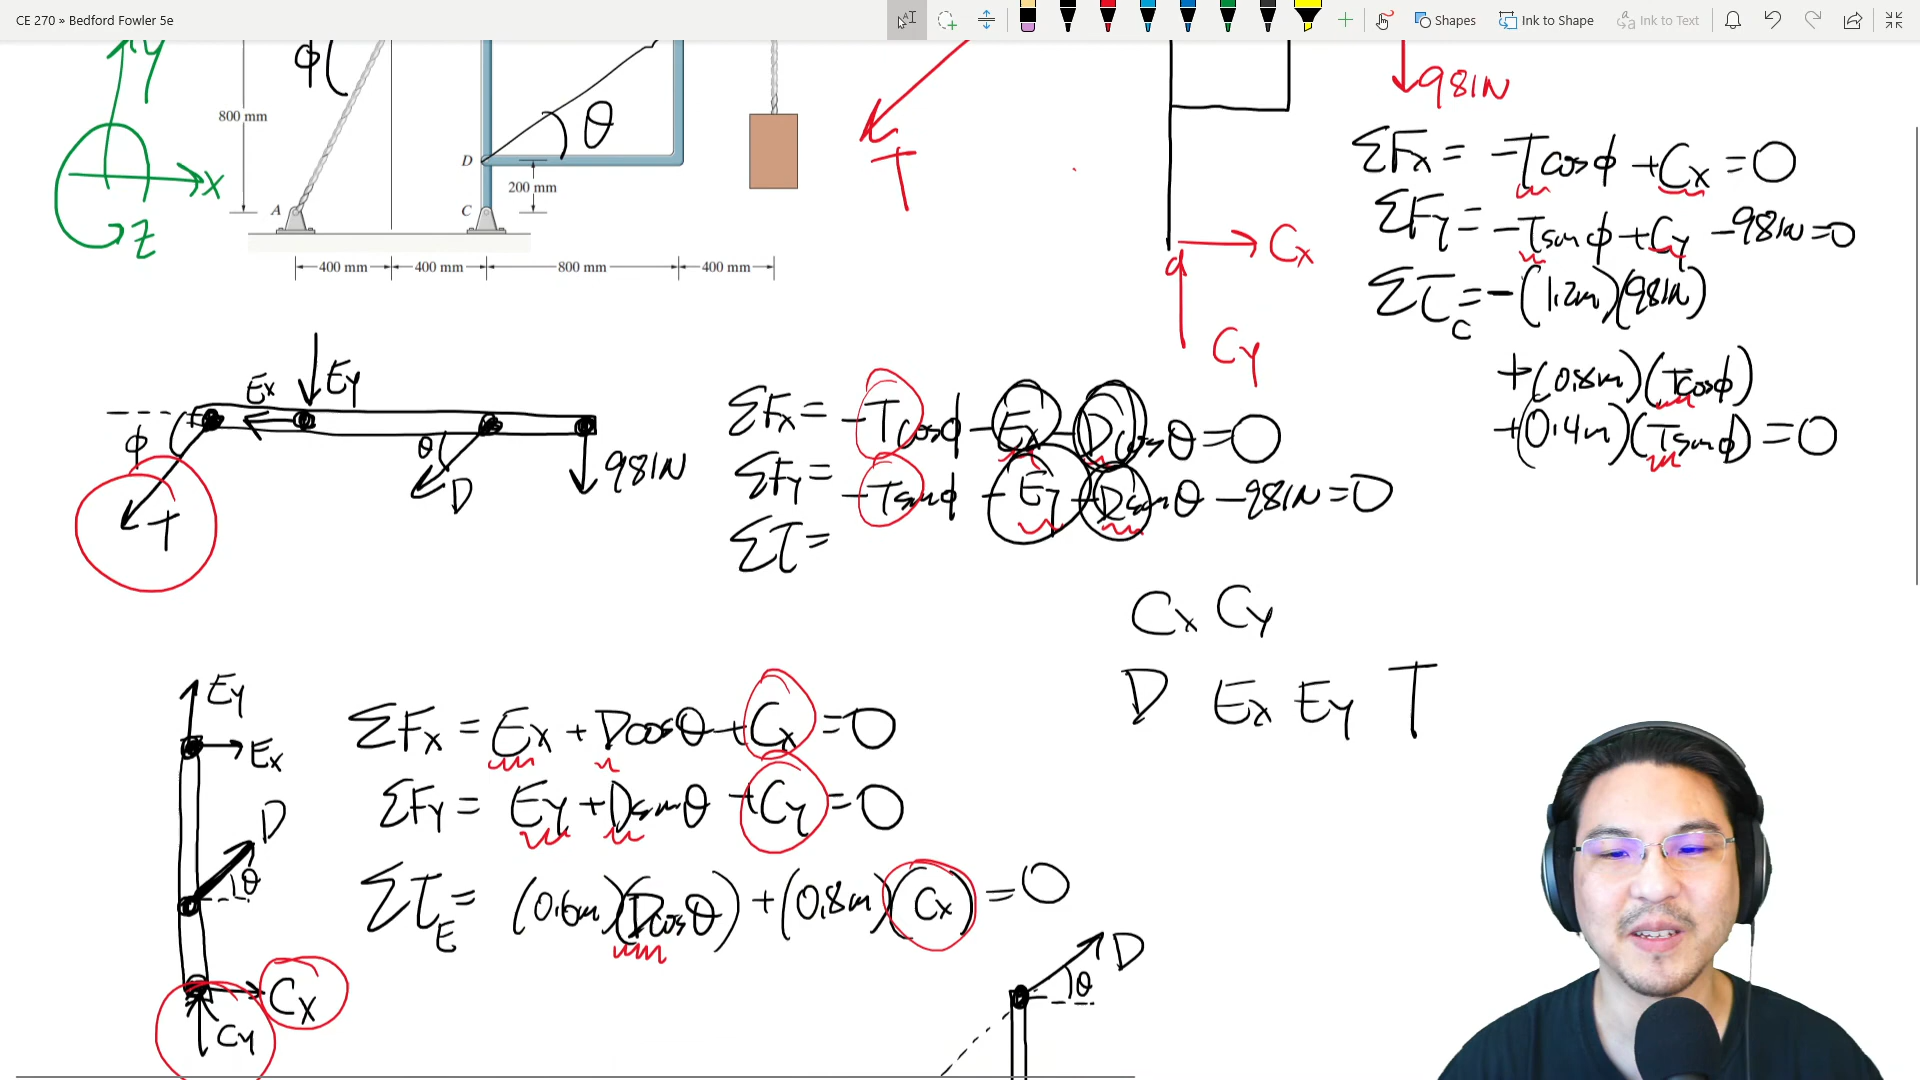 CE 270 » Bedford Fowler 5e
Shapes
Ink to Shape
Ink to Text
y
x
z
ϕ
800 mm
A
D
θ
200 mm
C
400 mm
400 mm
800 mm
400 mm
T
981N
Cx
Cy
ΣFx = -Tcosϕ + Cx = 0
ΣFy = -Tsinϕ + Cy - 981N = 0
Στc = -(1.2m)(981N)
+(0.8m)(Tcosϕ)
+(0.4m)(Tsinϕ) = 0
Ex
Ey
ϕ
T
θ
D
981N
ΣFx = -Tcosϕ - Ex - Dcosθ = 0
ΣFy = -Tsinϕ - Ey - Dsinθ - 981N = 0
Στ =
Cx Cy
D Ex Ey T
Ey
Ex
D
θ
Cx
Cy
ΣFx = Ex + Dcosθ + Cx = 0
ΣFy = Ey + Dsinθ + Cy = 0
ΣτE = (0.6m)(Dcosθ) + (0.8m)(Cx) = 0
D
θ